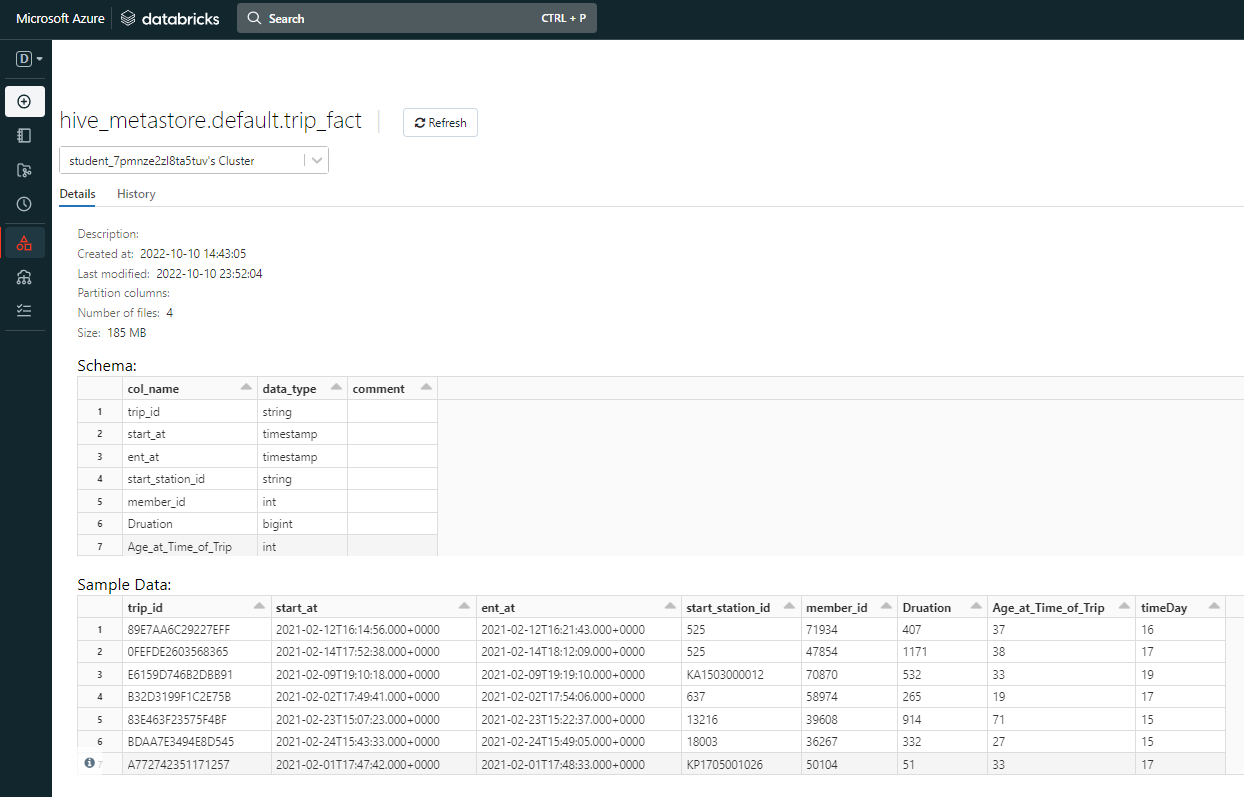 Microsoft Azure databricks Search CTRL + P
D
hive_metastore.default.trip_fact Refresh
student_7pmnze2zl8ta5tuv's Cluster
Details History
Description:
Created at: 2022-10-10 14:43:05
Last modified: 2022-10-10 23:52:04
Partition columns:
Number of files: 4
Size: 185 MB
Schema:
col_name data_type comment
1 trip_id string
2 start_at timestamp
3 ent_at timestamp
4 start_station_id string
5 member_id int
6 Druation bigint
7 Age_at_Time_of_Trip int
Sample Data:
trip_id start_at ent_at start_station_id member_id Druation Age_at_Time_of_Trip timeDay
1 89E7AA6C29227EFF 2021-02-12T16:14:56.000+0000 2021-02-12T16:21:43.000+0000 525 71934 407 37 16
2 0FEFDE2603568365 2021-02-14T17:52:38.000+0000 2021-02-14T18:12:09.000+0000 525 47854 1171 38 17
3 E6159D746B2DBB91 2021-02-09T19:10:18.000+0000 2021-02-09T19:19:10.000+0000 KA1503000012 70870 532 33 19
4 B32D3199F1C2E75B 2021-02-02T17:49:41.000+0000 2021-02-02T17:54:06.000+0000 637 58974 265 19 17
5 83E463F23575F4BF 2021-02-23T15:07:23.000+0000 2021-02-23T15:22:37.000+0000 13216 39608 914 71 15
6 BDAA7E3494E8D545 2021-02-24T15:43:33.000+0000 2021-02-24T15:49:05.000+0000 18003 36267 332 27 15
7 A772742351171257 2021-02-01T17:47:42.000+0000 2021-02-01T17:48:33.000+0000 KP1705001026 50104 51 33 17